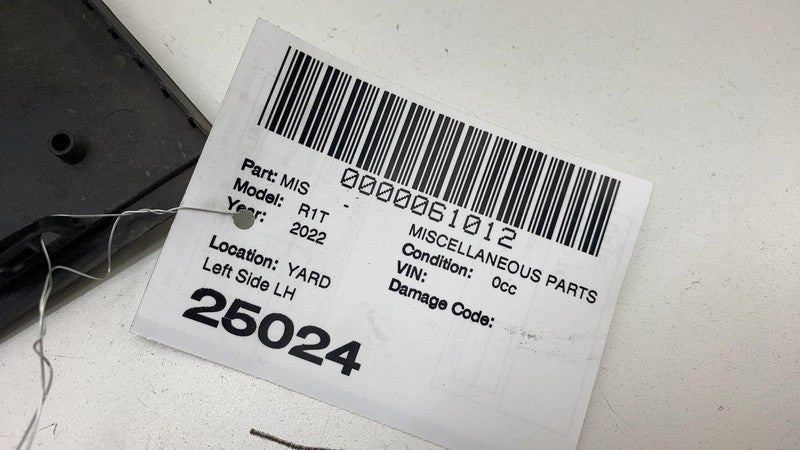 0000061012
Part: MIS - MISCELLANEOUS PARTS
Model: R1T Condition: 0cc
Year: 2022 VIN:
Damage Code:
Location: YARD
Left Side LH
25024